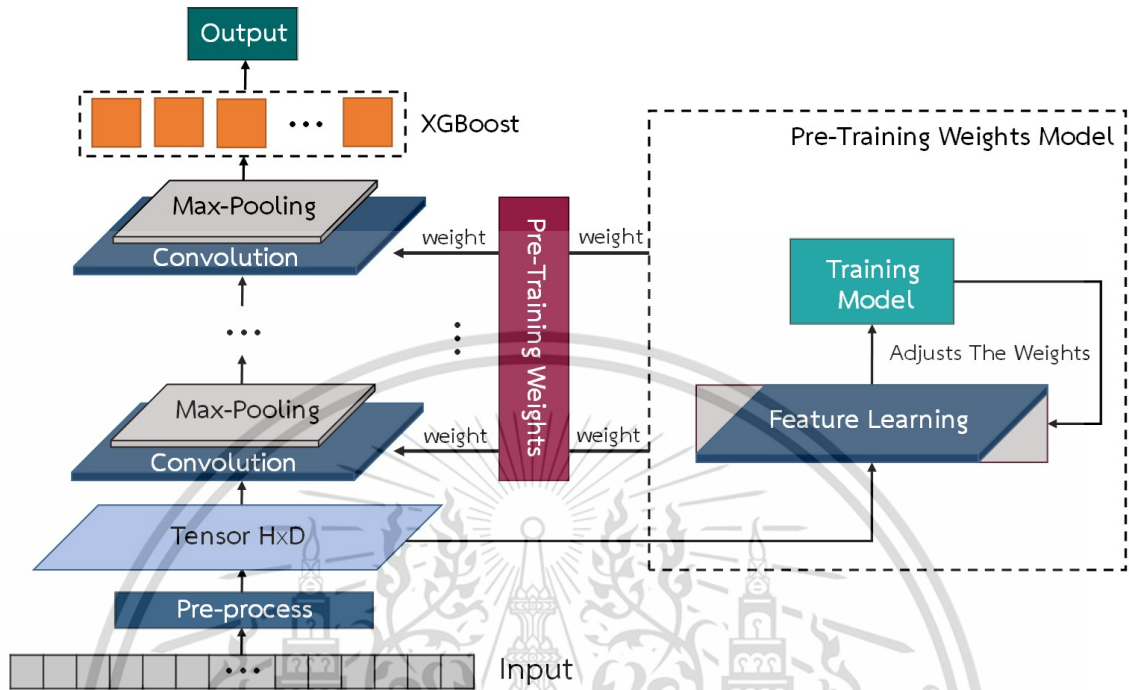 Output
XGBoost
Pre-Training Weights Model
Max-Pooling
Convolution
weight
weight
Pre-Training Weights
Training
Model
Adjusts The Weights
Max-Pooling
Convolution
weight
weight
Feature Learning
Tensor HxD
Pre-process
Input